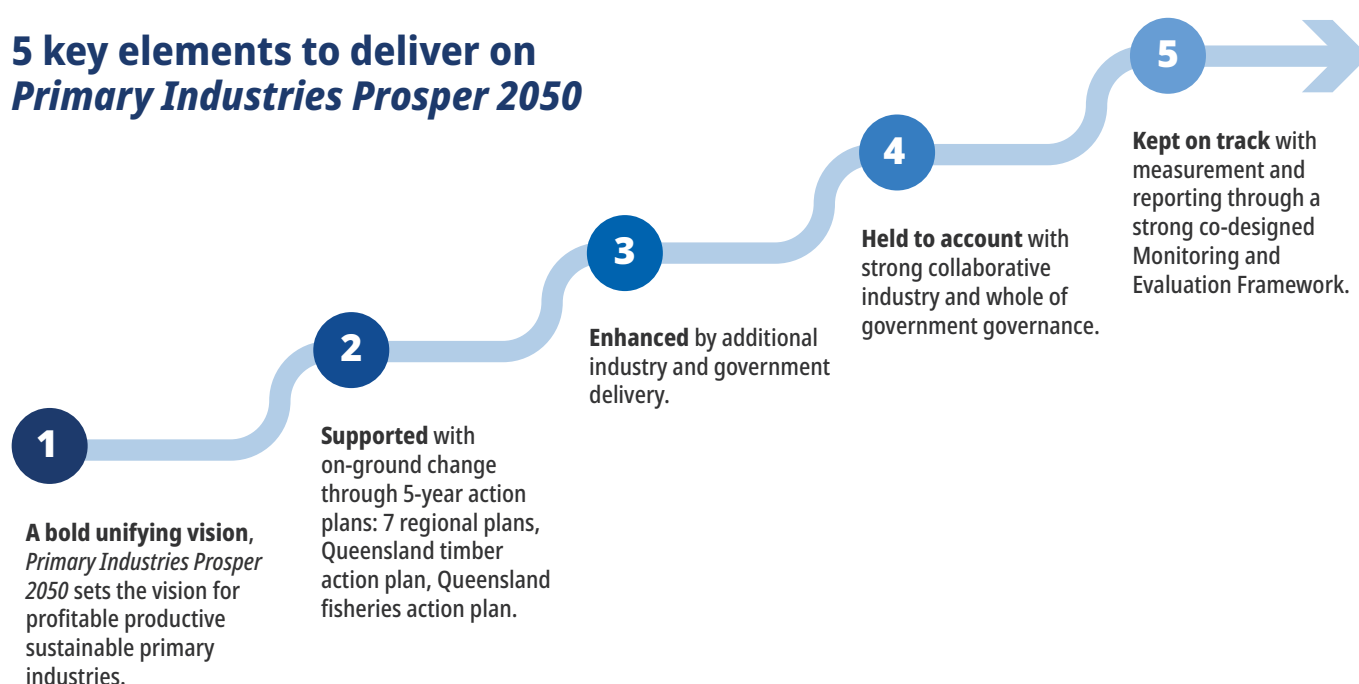 5 key elements to deliver on
Primary Industries Prosper 2050
1
A bold unifying vision,
Primary Industries Prosper
2050 sets the vision for
profitable productive
sustainable primary
industries.
2
Supported with
on-ground change
through 5-year action
plans: 7 regional plans,
Queensland timber
action plan, Queensland
fisheries action plan.
3
Enhanced by additional
industry and government
delivery.
4
Held to account with
strong collaborative
industry and whole of
government governance.
5
Kept on track with
measurement and
reporting through a
strong co-designed
Monitoring and
Evaluation Framework.